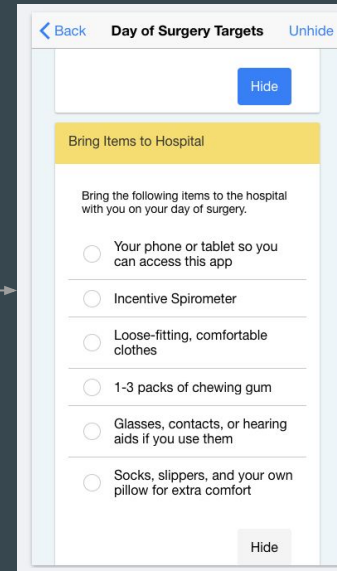 Back Day of Surgery Targets Unhide
Hide
Bring Items to Hospital
Bring the following items to the hospital
with you on your day of surgery.
Your phone or tablet so you
can access this app
Incentive Spirometer
Loose-fitting, comfortable
clothes
1-3 packs of chewing gum
Glasses, contacts, or hearing
aids if you use them
Socks, slippers, and your own
pillow for extra comfort
Hide